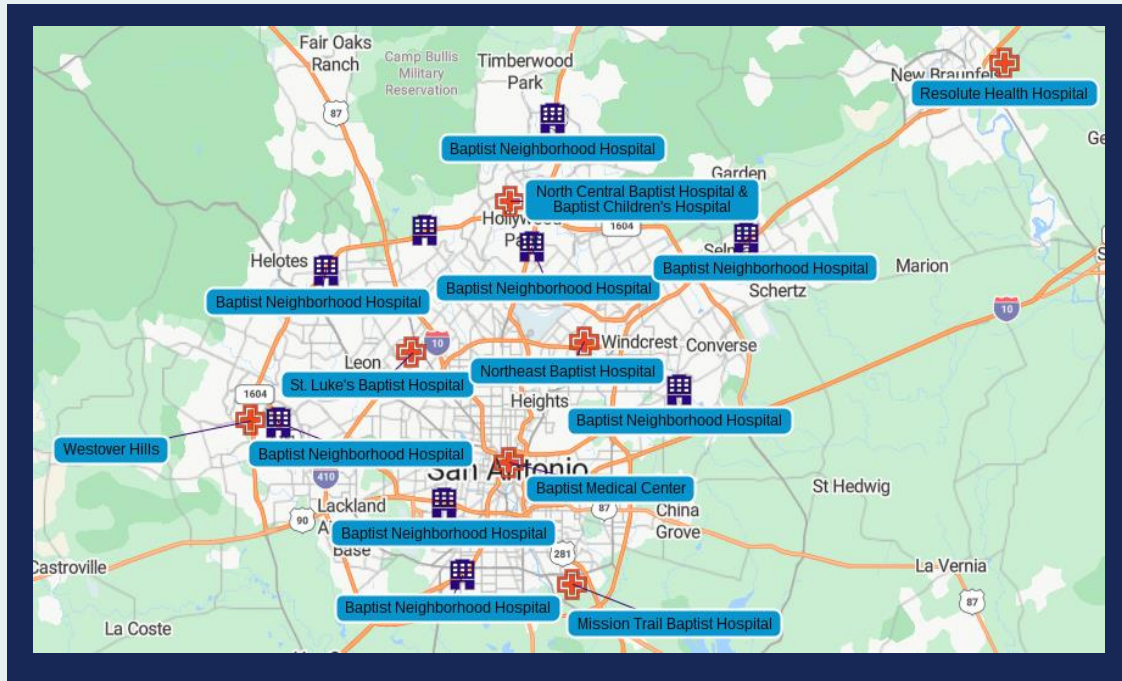 Fair Oaks
Ranch
Camp Bullis
Military
Reservation
Timberwood
Park
New Braunfels
Resolute Health Hospital
87
Baptist Neighborhood Hospital
Garden
North Central Baptist Hospital &
Baptist Children's Hospital
1604
Helotes
Baptist Neighborhood Hospital
Marion
Baptist Neighborhood Hospital
Baptist Neighborhood Hospital
Schertz
10
10
Windcrest
Converse
Leon
Northeast Baptist Hospital
St. Luke's Baptist Hospital
1604
Heights
Baptist Neighborhood Hospital
Westover Hills
Baptist Neighborhood Hospital
San Antonio
410
Baptist Medical Center
St Hedwig
Lackland
87
China
Grove
90
Baptist Neighborhood Hospital
Base
281
Castroville
La Vernia
Baptist Neighborhood Hospital
87
Mission Trail Baptist Hospital
La Coste